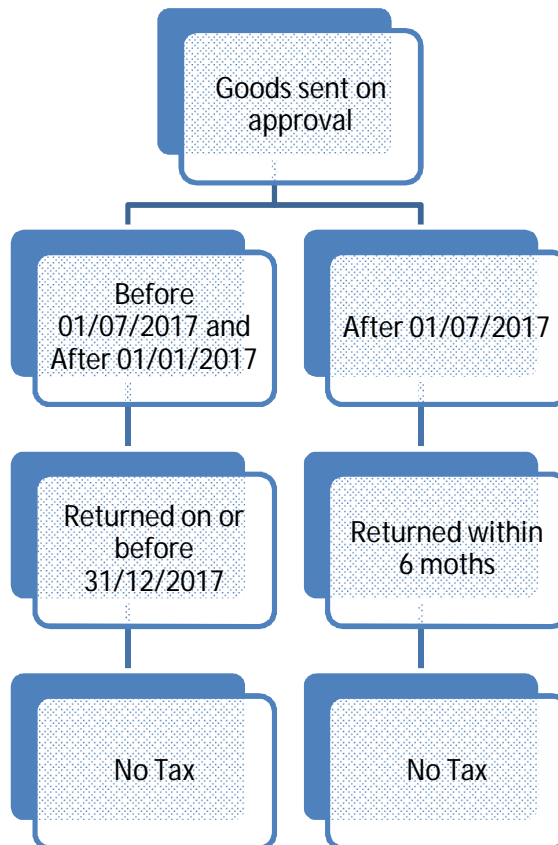 Goods sent on
approval
Before
01/07/2017 and
After 01/01/2017
After 01/07/2017
Returned on or
before
31/12/2017
Returned within
6 moths
No Tax
No Tax